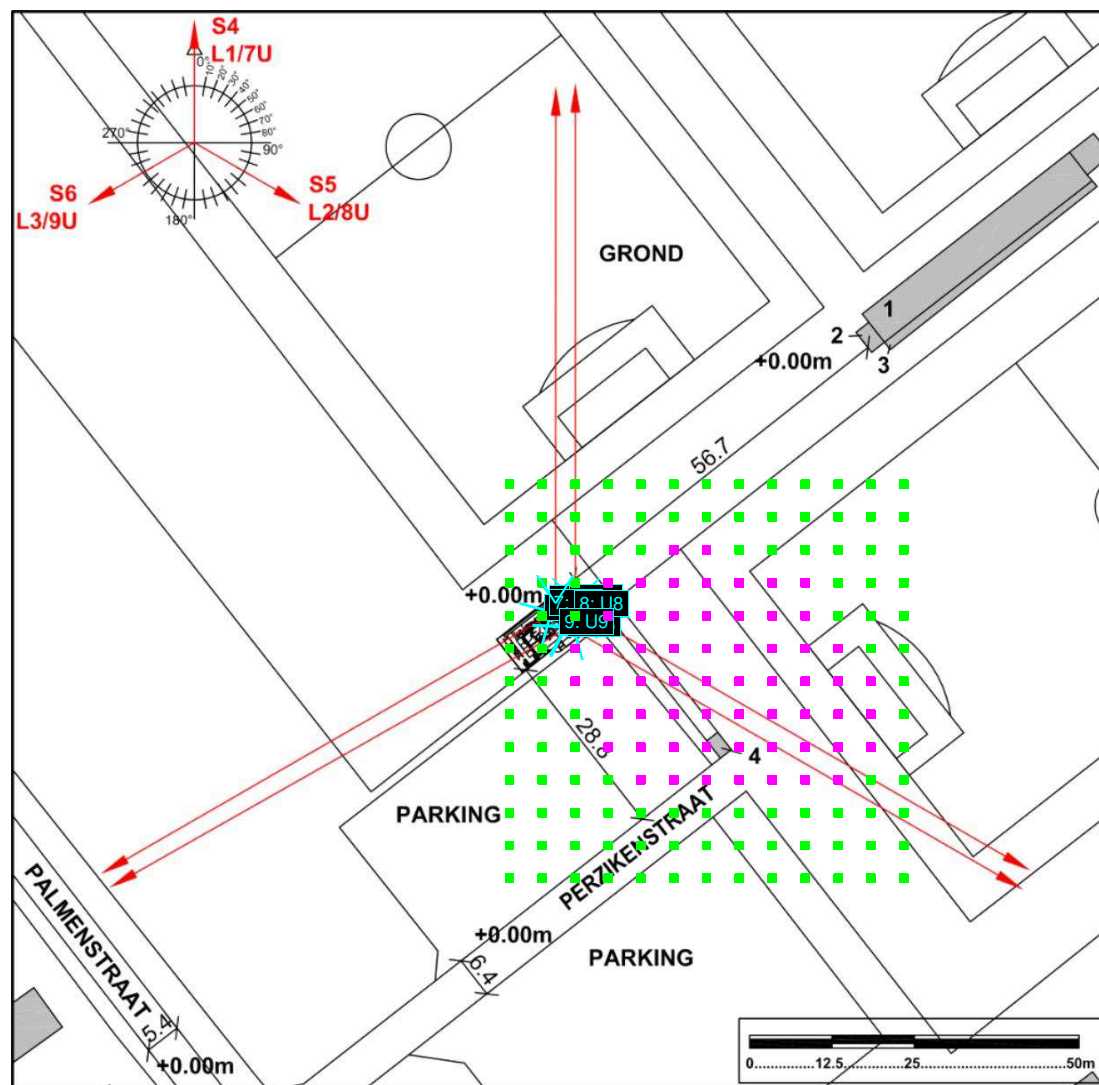 S4
L1/7U
0°
10°
20°
30°
40°
50°
60°
70°
80°
90°
180°
270°
S6
L3/9U
S5
L2/8U
GROND
1
2
3
+0.00m
56.7
+0.00m
8: U8
9: U9
28.8
4
PARKING
PERZIKENSTRAAT
PALMENSTRAAT
+0.00m
6.4
PARKING
5.4
+0.00m
0
12.5
25
50m